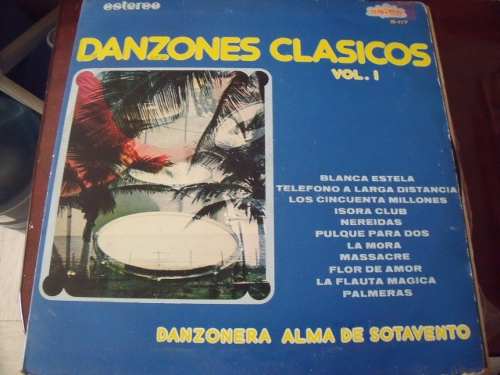 estereo
DANZONES CLASICOS
VOL. I
BLANCA ESTELA
TELEFONO A LARGA DISTANCIA
LOS CINCUENTA MILLONES
ISORA CLUB
NEREIDAS
PULQUE PARA DOS
LA MORA
MASSACRE
FLOR DE AMOR
LA FLAUTA MAGICA
PALMERAS
DANZONERA ALMA DE SOTAVENTO